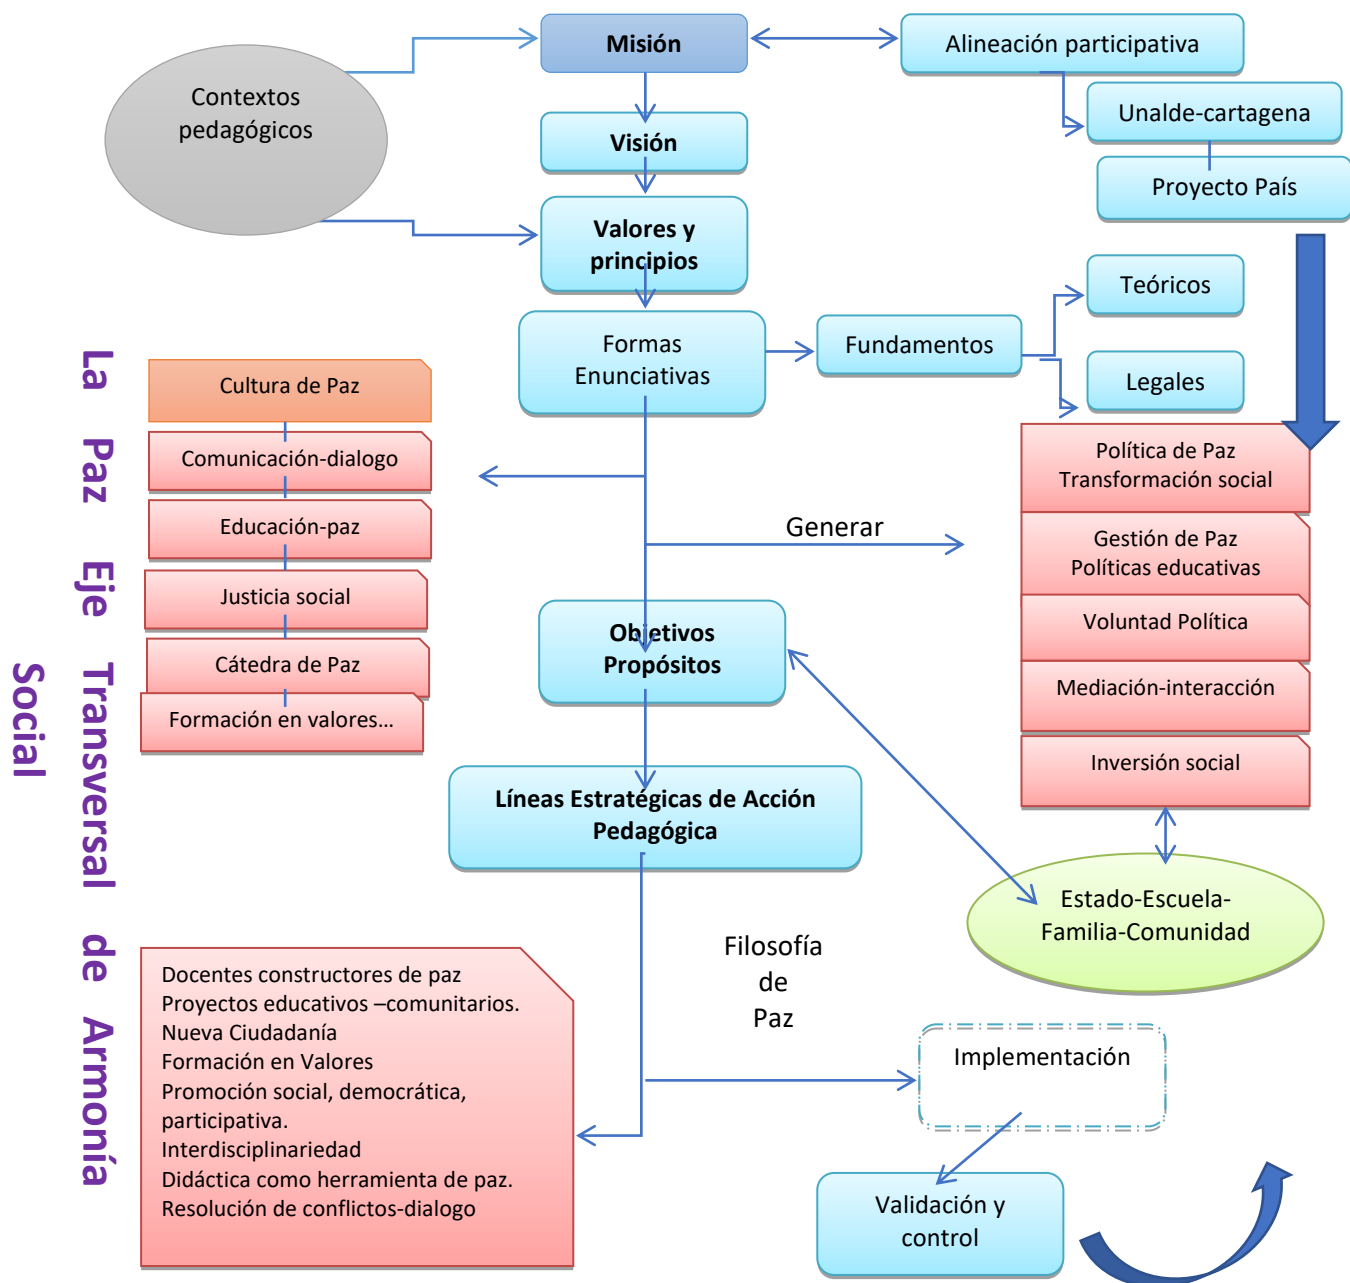 Misión
Alineación participativa
Contextos
pedagógicos
Unalde-cartagena
Visión
Proyecto País
Valores y
principios
Teóricos
Formas
Enunciativas
Fundamentos
Legales
La Paz Eje Transversal de Armonía
Social
Cultura de Paz
Comunicación-dialogo
Educación-paz
Justicia social
Cátedra de Paz
Formación en valores...
Política de Paz
Transformación social
Generar
Gestión de Paz
Políticas educativas
Voluntad Política
Mediación-interacción
Inversión social
Objetivos
Propósitos
Líneas Estratégicas de Acción
Pedagógica
Estado-Escuela-
Familia-Comunidad
Filosofía
de
Paz
Docentes constructores de paz
Proyectos educativos –comunitarios.
Nueva Ciudadanía
Formación en Valores
Promoción social, democrática,
participativa.
Interdisciplinariedad
Didáctica como herramienta de paz.
Resolución de conflictos-dialogo
Implementación
Validación y
control